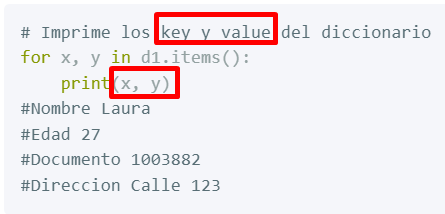 # Imprime los key y value del diccionario
for x, y in d1.items():
    print(x, y)
#Nombre Laura
#Edad 27
#Documento 1003882
#Direccion Calle 123